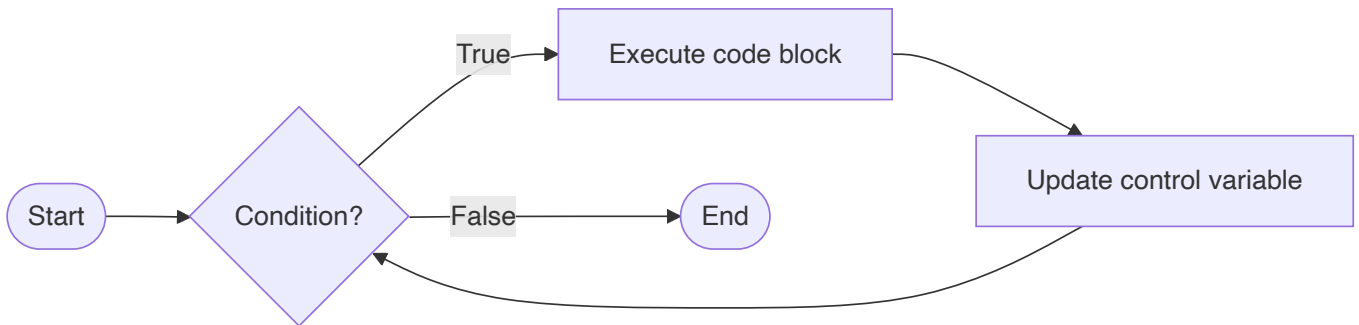 Start
Condition?
True
False
Execute code block
End
Update control variable